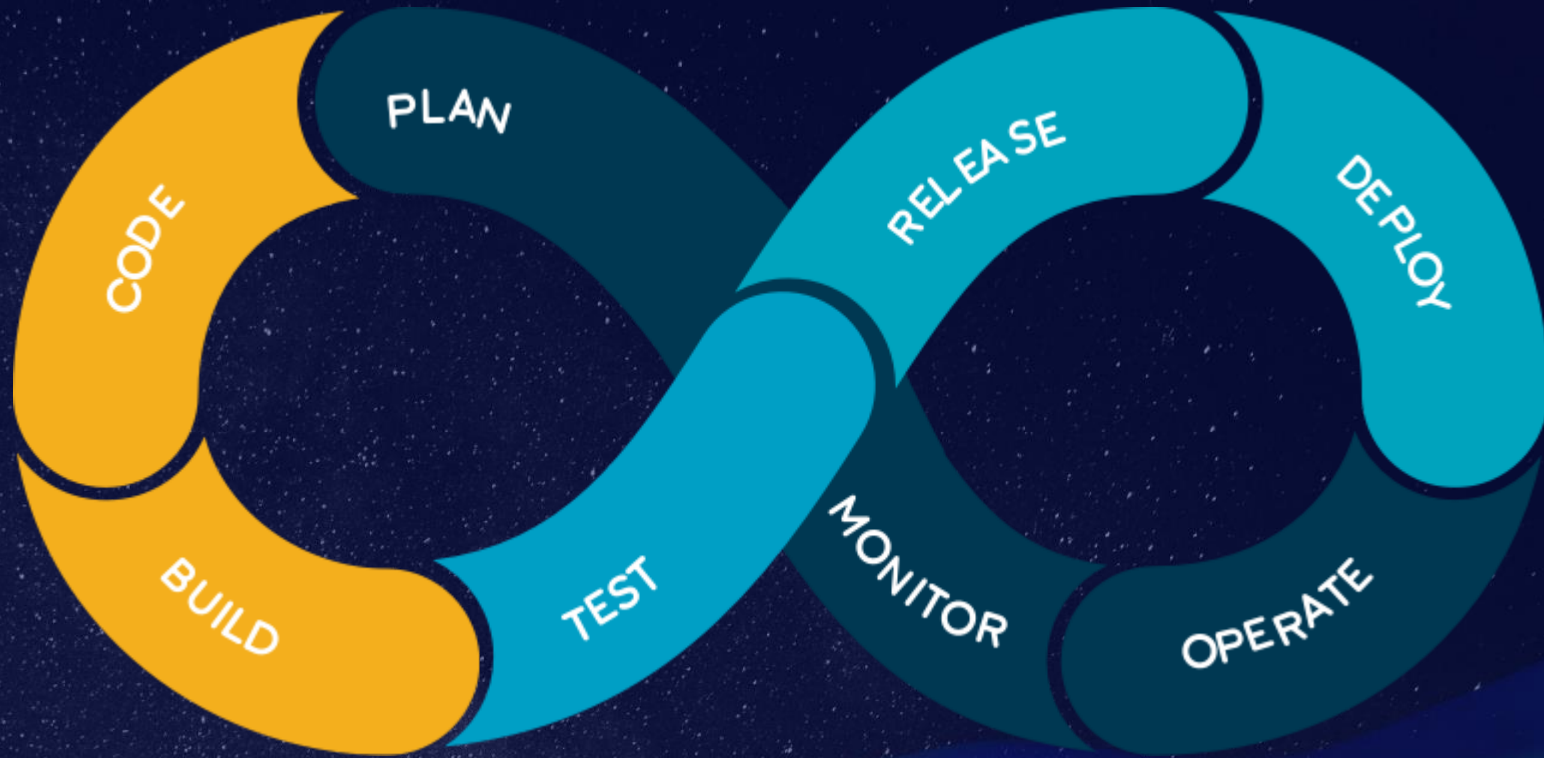 PLAN
CODE
BUILD
TEST
RELEASE
DEPLOY
OPERATE
MONITOR